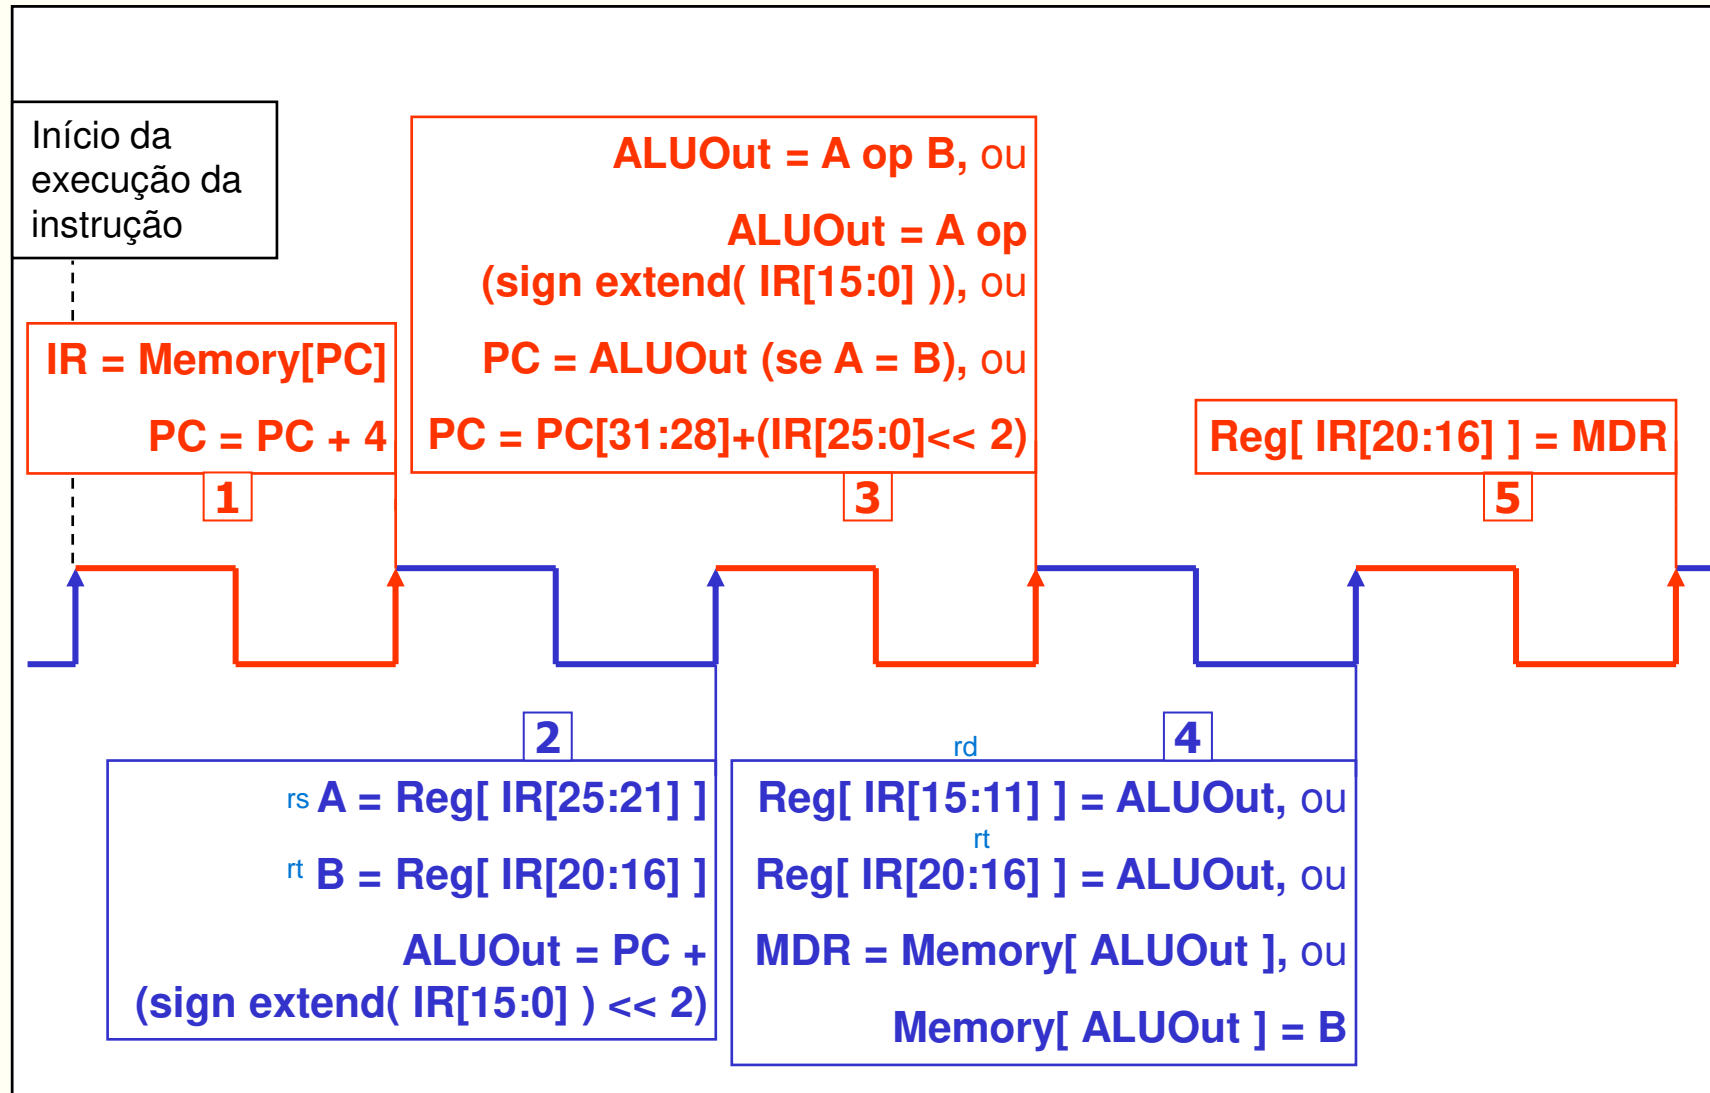 Início da
execução da
instrução
IR = Memory[PC]
PC = PC + 4
1
ALUOut = A op B, ou
ALUOut = A op
(sign extend( IR[15:0] )), ou
PC = ALUOut (se A = B), ou
PC = PC[31:28]+(IR[25:0]<< 2)
3
Reg[ IR[20:16] ] = MDR
5
2
rs A = Reg[ IR[25:21] ]
rt B = Reg[ IR[20:16] ]
ALUOut = PC +
(sign extend( IR[15:0] ) << 2)
4
rd
Reg[ IR[15:11] ] = ALUOut, ou
rt
Reg[ IR[20:16] ] = ALUOut, ou
MDR = Memory[ ALUOut ], ou
Memory[ ALUOut ] = B